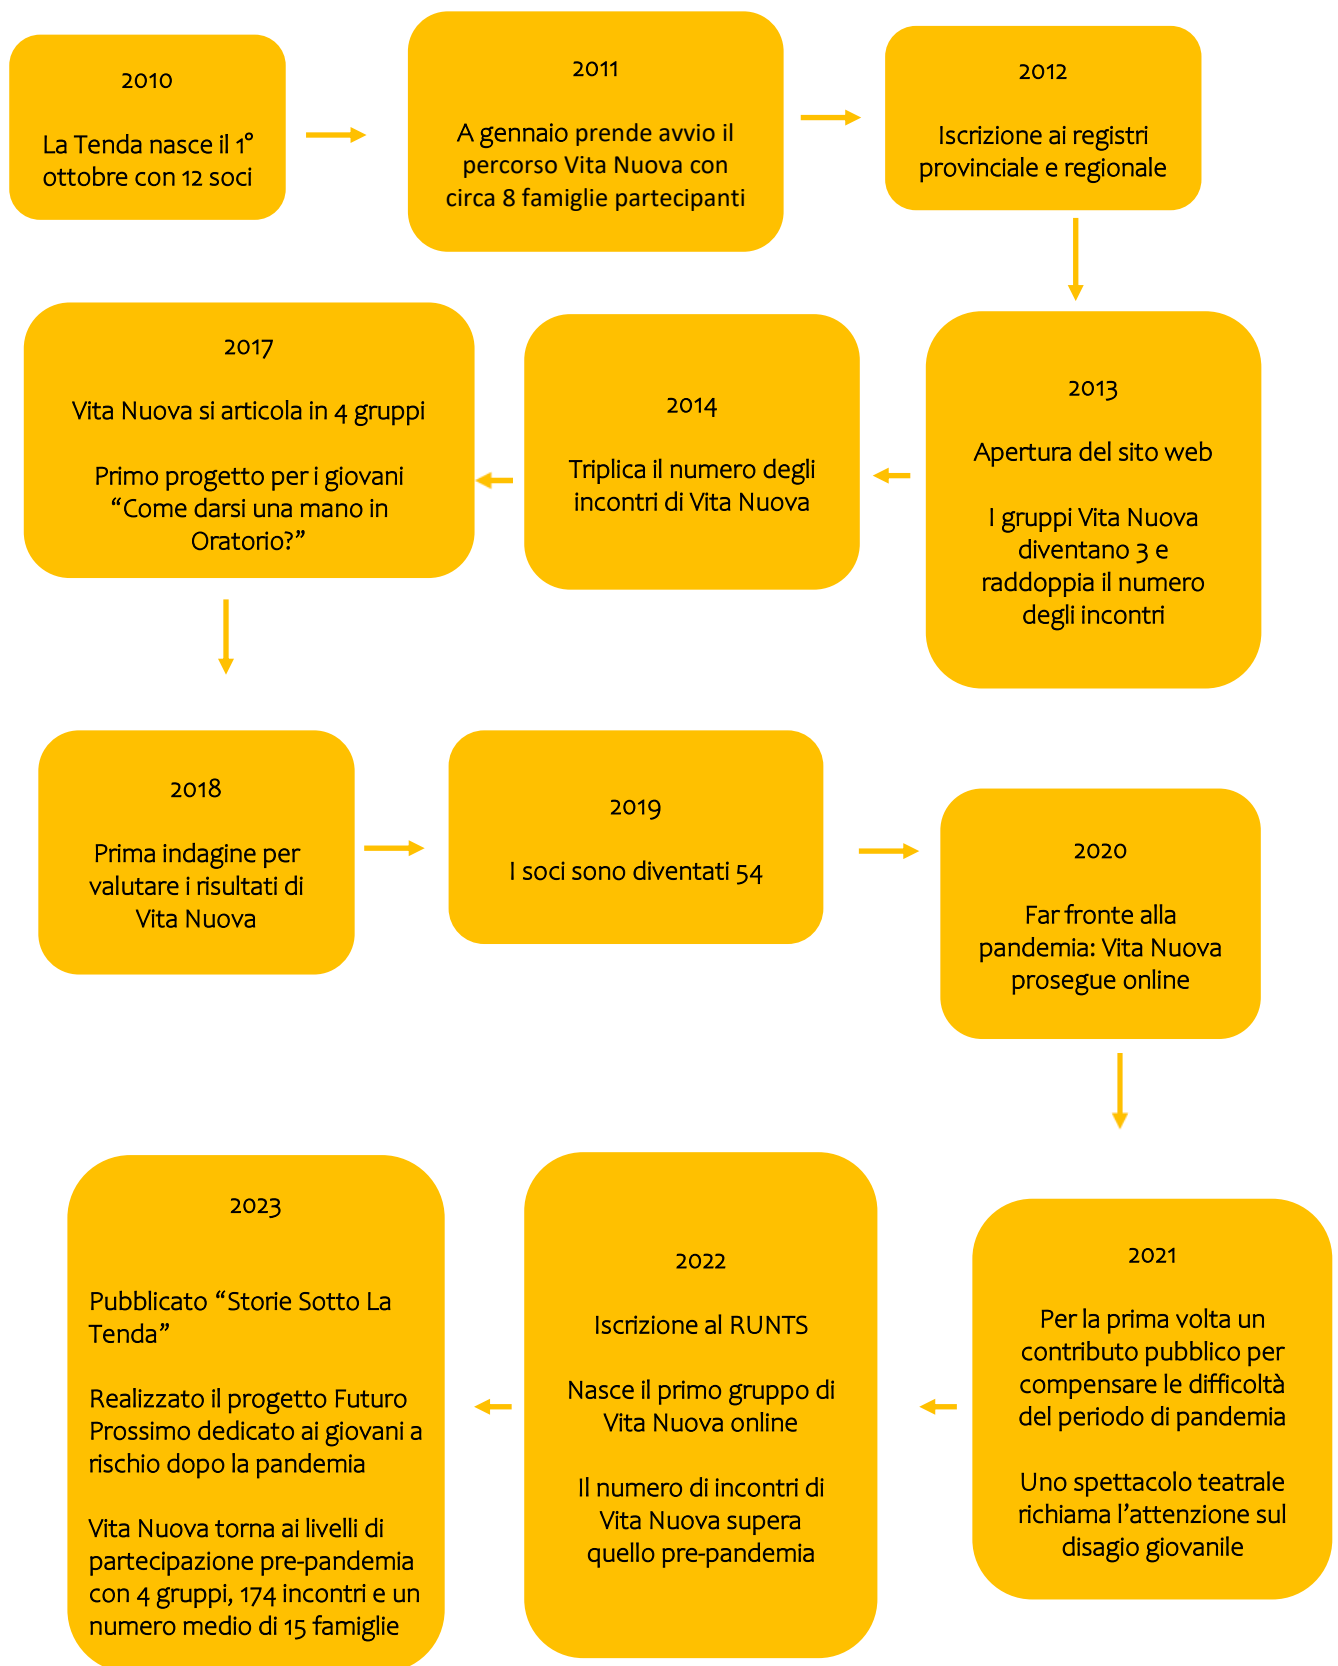 2010
La Tenda nasce il 1°
ottobre con 12 soci
2011
A gennaio prende avvio il
percorso Vita Nuova con
circa 8 famiglie partecipanti
2012
Iscrizione ai registri
provinciale e regionale
2013
Apertura del sito web
I gruppi Vita Nuova
diventano 3 e
raddoppia il numero
degli incontri
2014
Triplica il numero degli
incontri di Vita Nuova
2017
Vita Nuova si articola in 4 gruppi
Primo progetto per i giovani
“Come darsi una mano in
Oratorio?”
2018
Prima indagine per
valutare i risultati di
Vita Nuova
2019
I soci sono diventati 54
2020
Far fronte alla
pandemia: Vita Nuova
prosegue online
2021
Per la prima volta un
contributo pubblico per
compensare le difficoltà
del periodo di pandemia
Uno spettacolo teatrale
richiama l’attenzione sul
disagio giovanile
2022
Iscrizione al RUNTS
Nasce il primo gruppo di
Vita Nuova online
Il numero di incontri di
Vita Nuova supera
quello pre-pandemia
2023
Pubblicato “Storie Sotto La
Tenda”
Realizzato il progetto Futuro
Prossimo dedicato ai giovani a
rischio dopo la pandemia
Vita Nuova torna ai livelli di
partecipazione pre-pandemia
con 4 gruppi, 174 incontri e un
numero medio di 15 famiglie